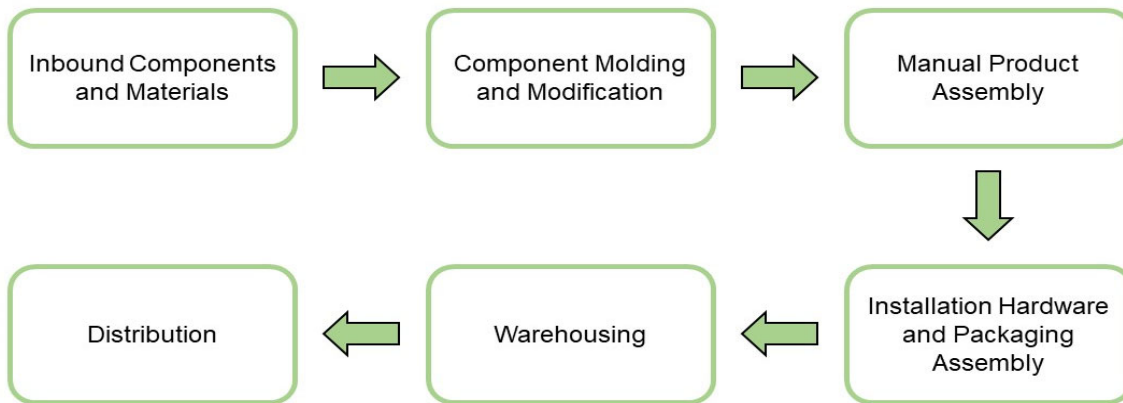 Inbound Components
and Materials
Component Molding
and Modification
Manual Product
Assembly
Installation Hardware
and Packaging
Assembly
Warehousing
Distribution